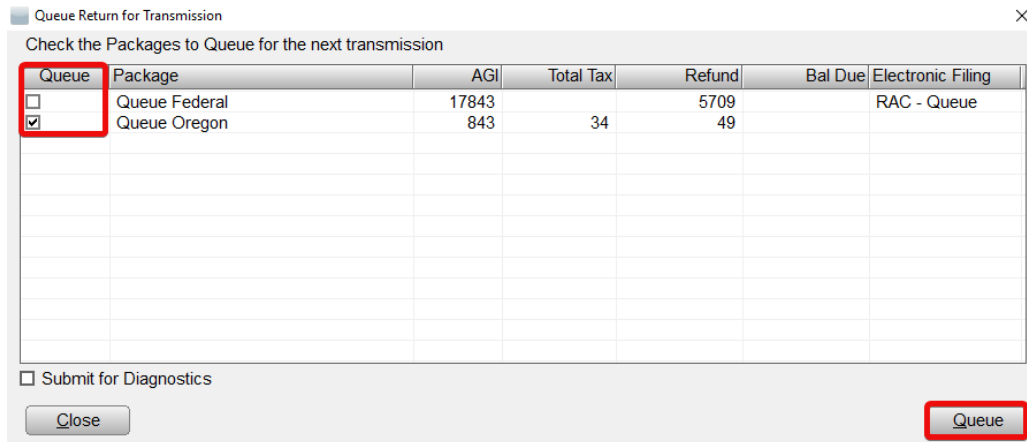 Queue Return for Transmission
Check the Packages to Queue for the next transmission
Queue Package AGI Total Tax Refund Bal Due Electronic Filing
Queue Federal 17843 5709 RAC - Queue
Queue Oregon 843 34 49
Submit for Diagnostics
Close Queue